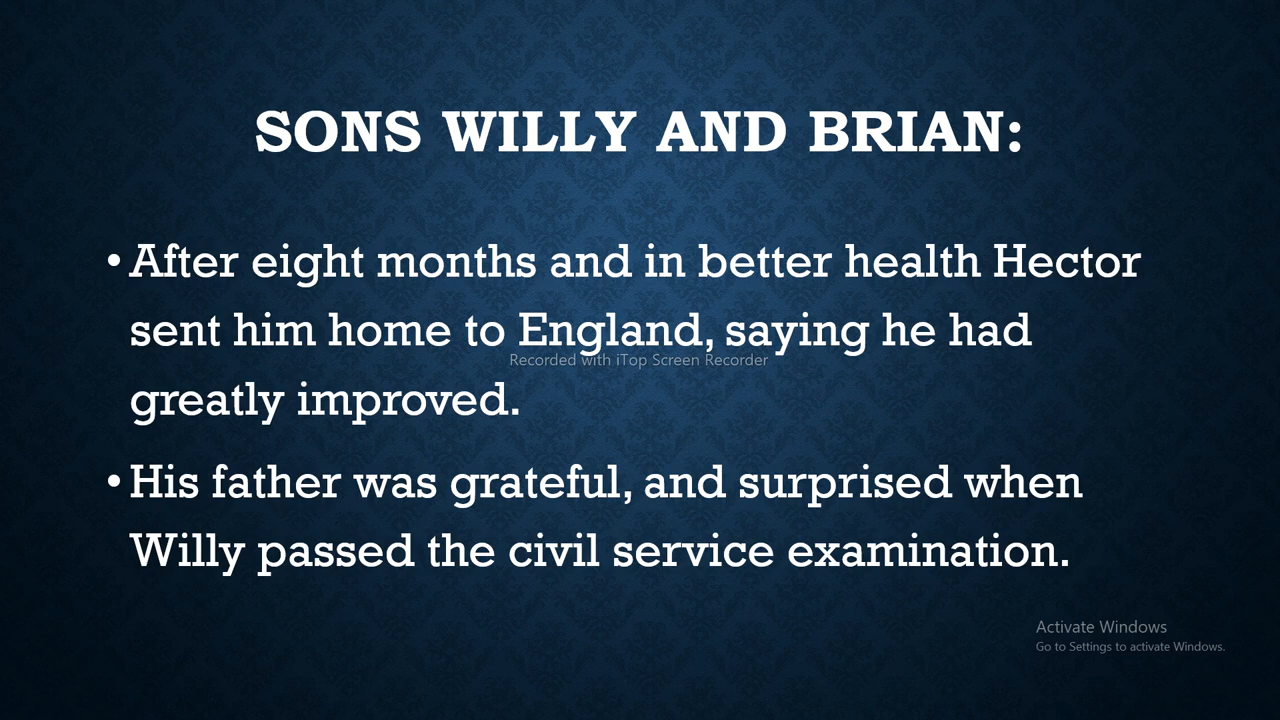 SONS WILLY AND BRIAN:
• After eight months and in better health Hector
sent him home to England, saying he had
Recorded with iTop Screen Recorder
greatly improved.
• His father was grateful, and surprised when
Willy passed the civil service examination.
Activate Windows
Go to Settings to activate Windows.